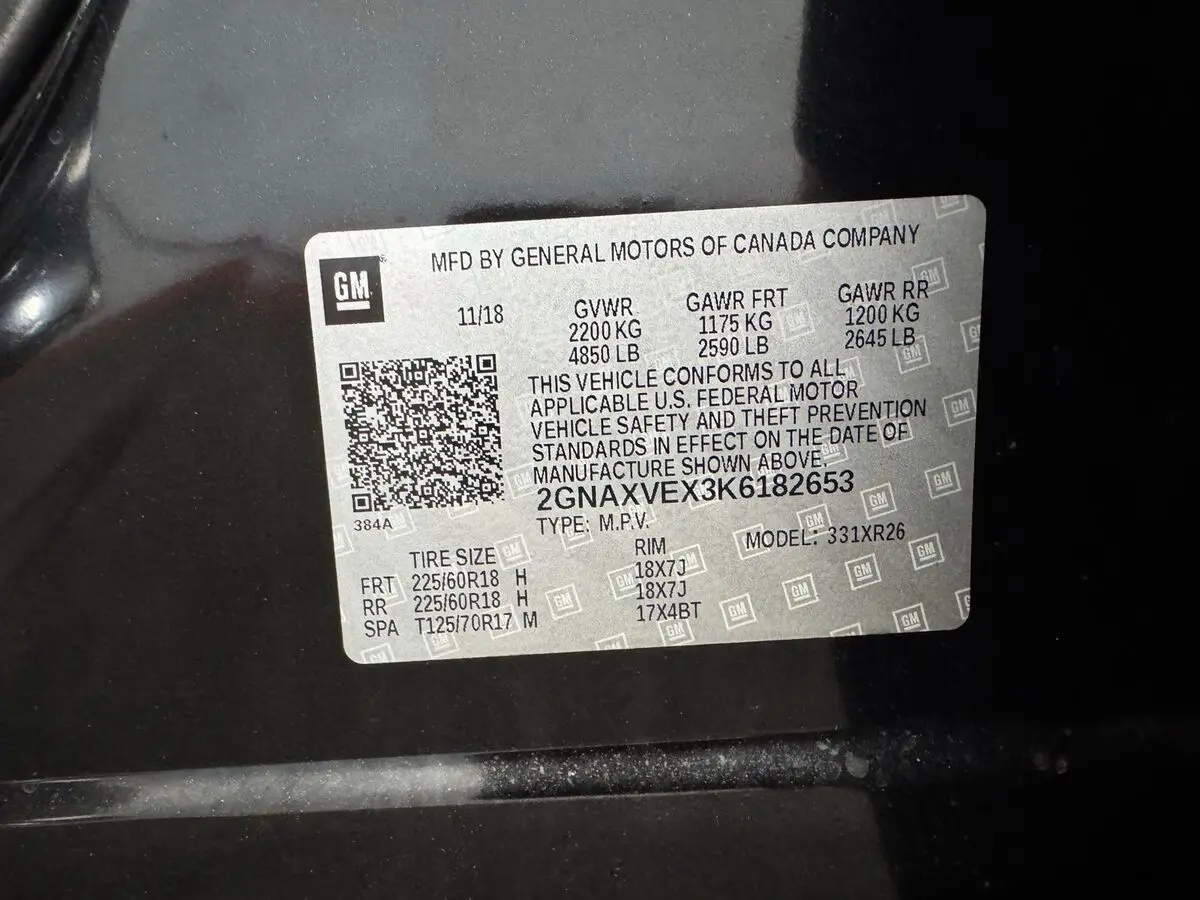 GM
MFD BY GENERAL MOTORS OF CANADA COMPANY
11/18
GVWR GAWR FRT GAWR RR
2200 KG 1175 KG 1200 KG
4850 LB 2590 LB 2645 LB
THIS VEHICLE CONFORMS TO ALL
APPLICABLE U.S. FEDERAL MOTOR
VEHICLE SAFETY AND THEFT PREVENTION
STANDARDS IN EFFECT ON THE DATE OF
MANUFACTURE SHOWN ABOVE.
2GNAXVEX3K6182653
384A
TYPE: M.P.V. MODEL: 331XR26
TIRE SIZE RIM
FRT 225/60R18 H 18X7J
RR 225/60R18 H 18X7J
SPA T125/70R17 M 17X4BT